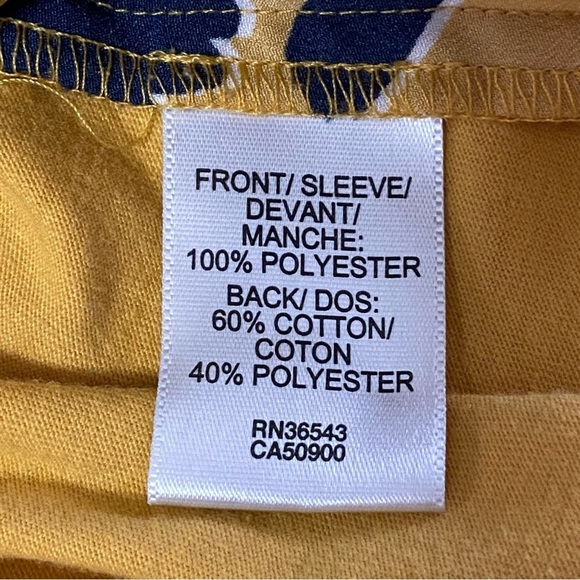 FRONT/ SLEEVE/
DEVANT/
MANCHE:
100% POLYESTER
BACK/ DOS:
60% COTTON/
COTON
40% POLYESTER
RN36543
CA50900